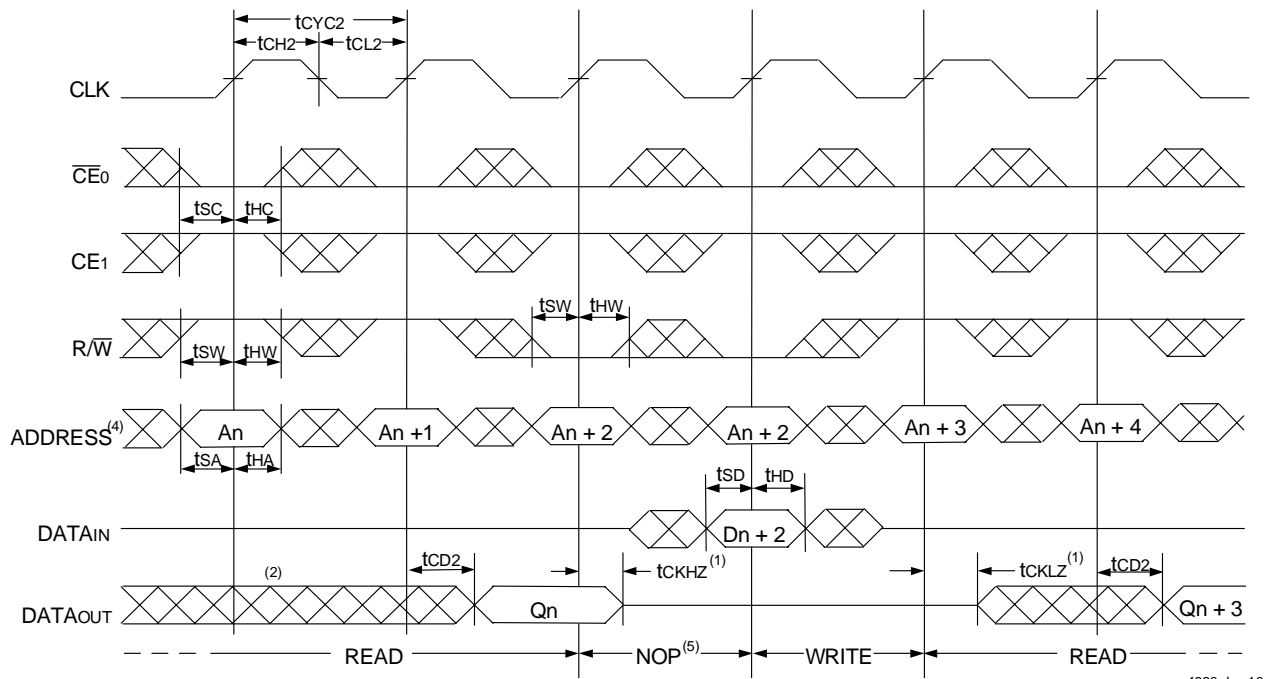 tCYC2
tCH2 tCL2
CLK
CE0
tSC tHC
CE1
tSW tHW
R/W
tSW tHW
ADDRESS(4) An An +1 An + 2 An + 2 An + 3 An + 4
tSA tHA
tSD tHD
DATAIN Dn + 2
tCD2 tCKHZ(1) tCKLZ(1) tCD2
(2)
DATAOUT Qn Qn + 3
READ NOP(5) WRITE READ